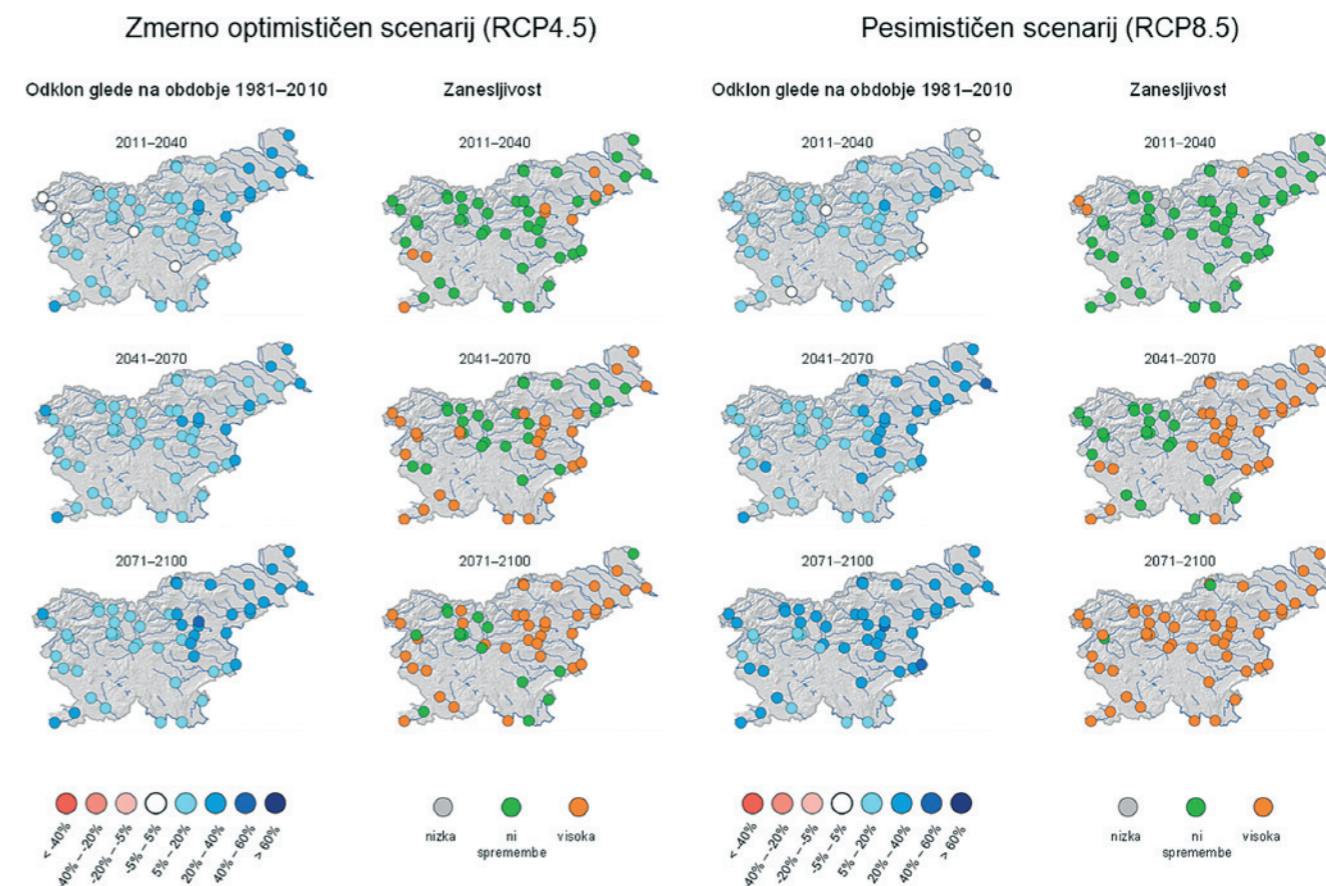 Zmerno optimističen scenarij (RCP4.5)
Pesimističen scenarij (RCP8.5)
Odklon glede na obdobje 1981–2010
Zanesljivost
Odklon glede na obdobje 1981–2010
Zanesljivost
2011–2040
2011–2040
2011–2040
2011–2040
2041–2070
2041–2070
2041–2070
2041–2070
2071–2100
2071–2100
2071–2100
2071–2100
< -40%
40% – -20%
-20% – -5%
-5% – 5%
5% – 20%
20% – 40%
40% – 60%
> 60%
nizka
ni
spremembe
visoka
< -40%
40% – -20%
-20% – -5%
-5% – 5%
5% – 20%
20% – 40%
40% – 60%
> 60%
nizka
ni
spremembe
visoka